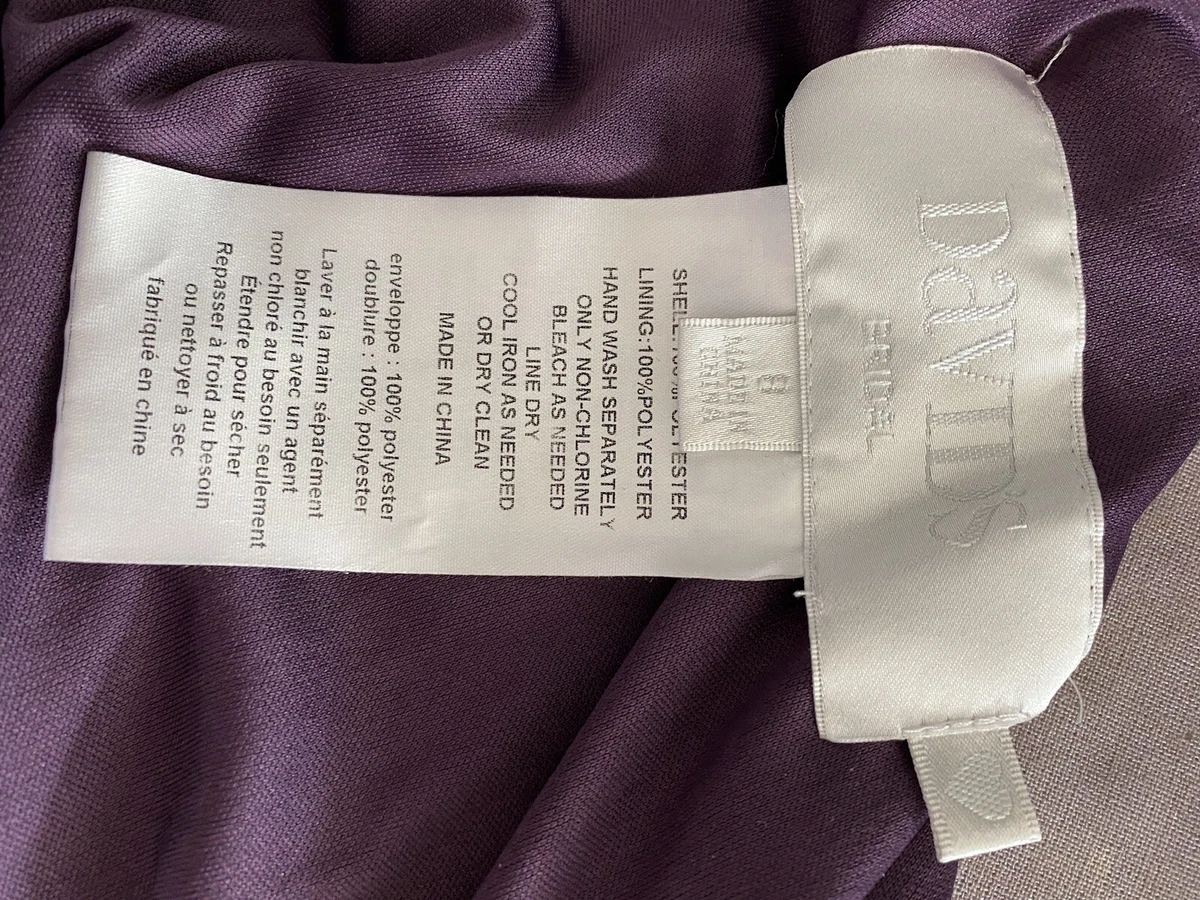 DAVID'S
BRIDAL
8
MADE IN
CHINA
SHELL:100% POLYESTER
LINING:100%POLYESTER
HAND WASH SEPARATELY
ONLY NON-CHLORINE
BLEACH AS NEEDED
LINE DRY
COOL IRON AS NEEDED
OR DRY CLEAN
MADE IN CHINA
enveloppe : 100% polyester
doublure : 100% polyester
Laver à la main séparément
blanchir avec un agent
non chloré au besoin seulement
Étendre pour sécher
Repasser à froid au besoin
ou nettoyer à sec
fabriqué en chine